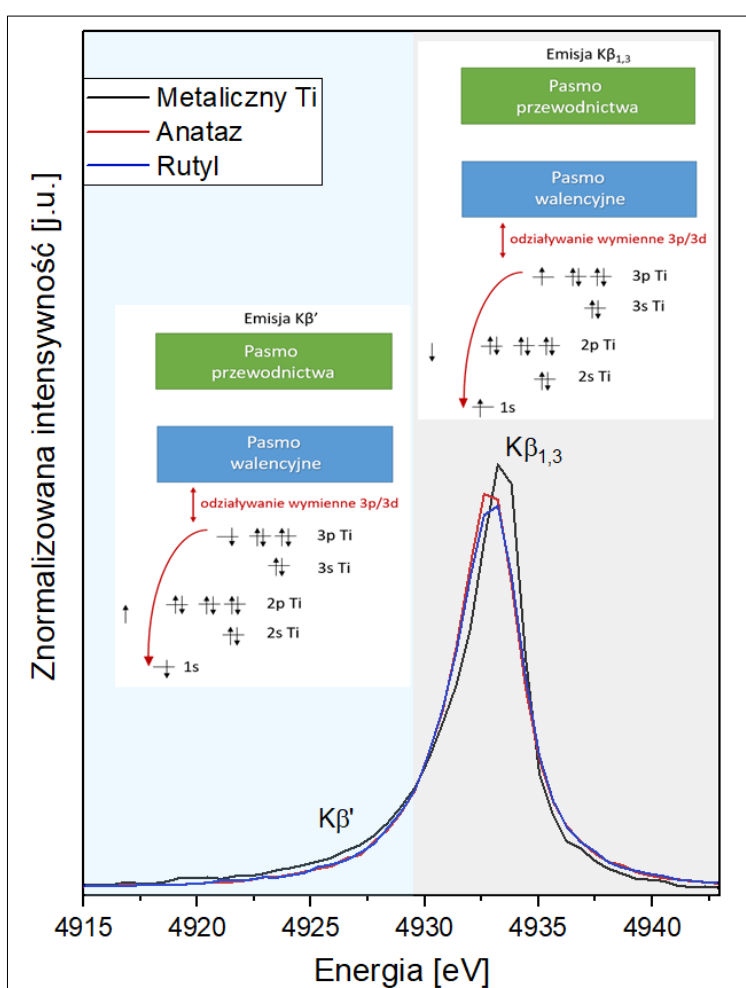 Znormalizowana intensywność [j.u.]
Metaliczny Ti
Anataz
Rutyl
Emisja Kβ1,3
Pasmo
przewodnictwa
Pasmo
walencyjne
odziaływanie wymienne 3p/3d
3p Ti
3s Ti
2p Ti
2s Ti
1s
Emisja Kβ’
Pasmo
przewodnictwa
Pasmo
walencyjne
odziaływanie wymienne 3p/3d
3p Ti
3s Ti
2p Ti
2s Ti
1s
Kβ1,3
Kβ'
4915 4920 4925 4930 4935 4940
Energia [eV]